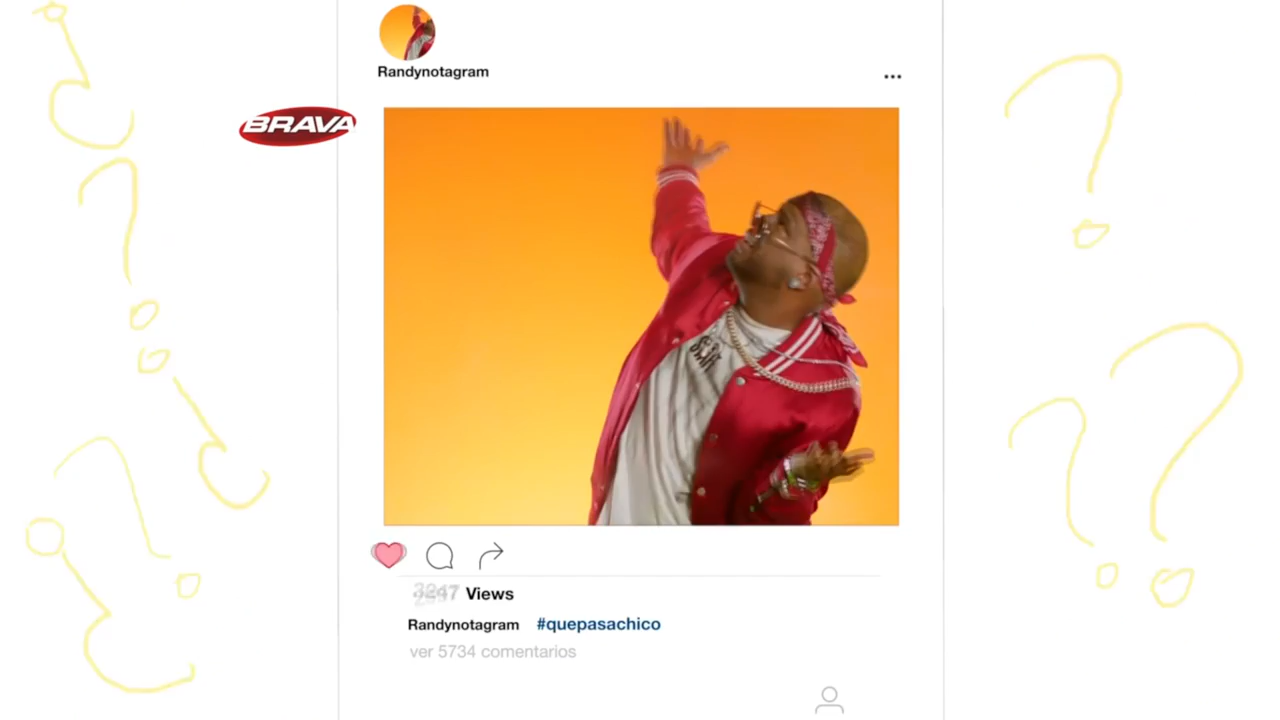 Randynotagram
BRAVA
Views
Randynotagram #quepasachico
ver 5734 comentarios